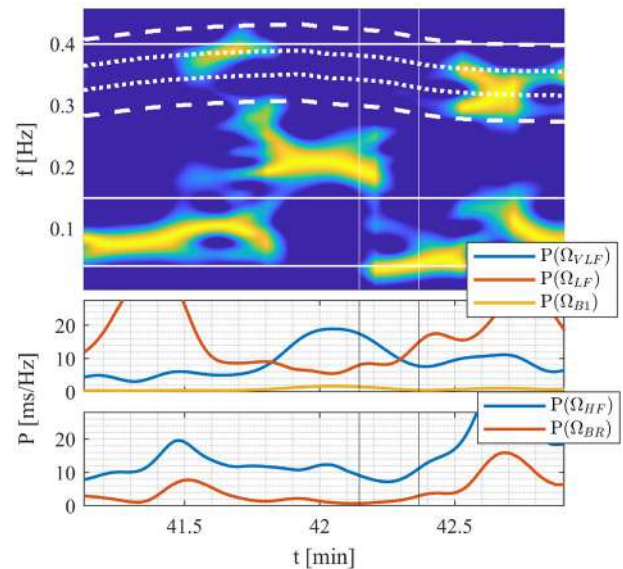 0.4
0.3
0.2
0.1
f [Hz]
P(Ω_VLF)
P(Ω_LF)
P(Ω_B1)
20
10
0
P(Ω_HF)
P(Ω_BR)
20
10
0
P [ms/Hz]
41.5 42 42.5
t [min]